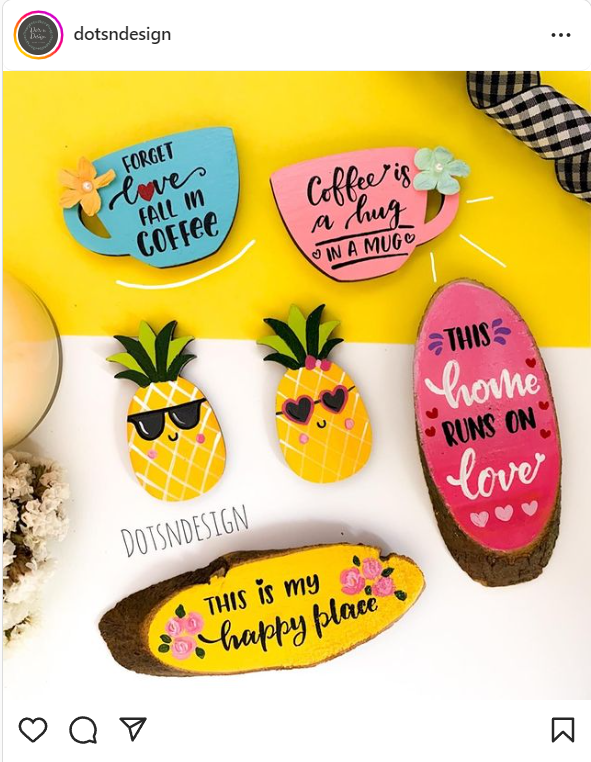 dotsndesign
FORGET
love
FALL IN
COFFEE
Coffee is
a hug
IN A MUG
THIS
home
RUNS ON
love
DOTSNDESIGN
THIS is MY
happy place